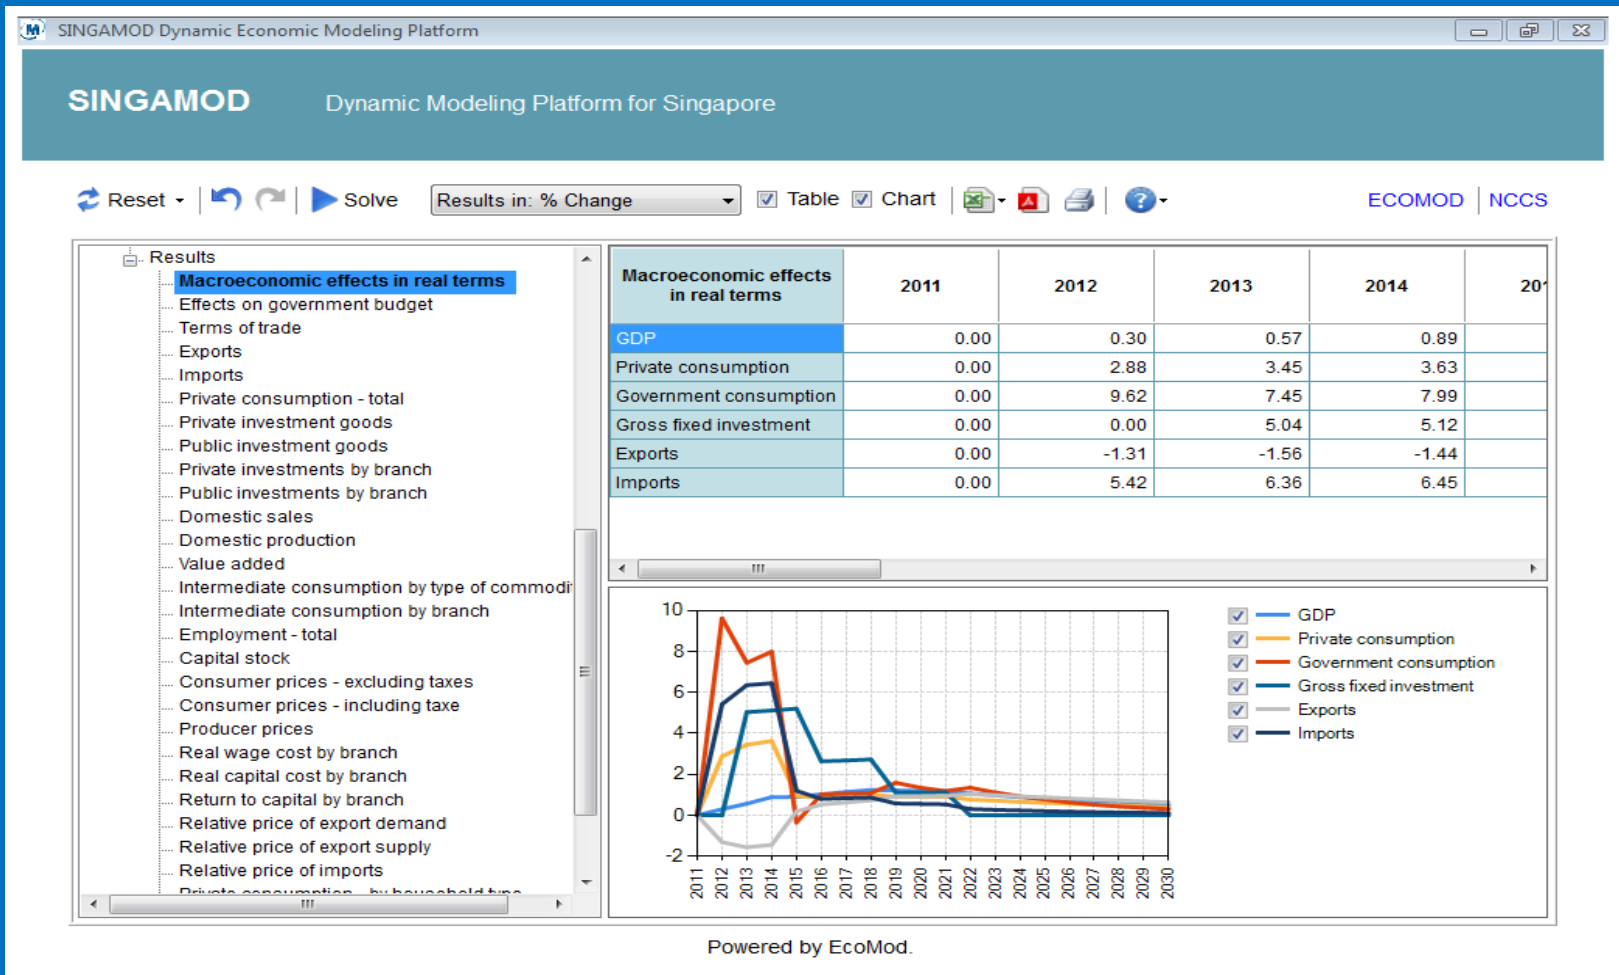 SINGAMOD Dynamic Economic Modeling Platform
SINGAMOD Dynamic Modeling Platform for Singapore
Reset Solve Results in: % Change Table Chart ECOMOD NCCS
Results
Macroeconomic effects in real terms
Effects on government budget
Terms of trade
Exports
Imports
Private consumption - total
Private investment goods
Public investment goods
Private investments by branch
Public investments by branch
Domestic sales
Domestic production
Value added
Intermediate consumption by type of commodi
Intermediate consumption by branch
Employment - total
Capital stock
Consumer prices - excluding taxes
Consumer prices - including taxe
Producer prices
Real wage cost by branch
Real capital cost by branch
Return to capital by branch
Relative price of export demand
Relative price of export supply
Relative price of imports
Private consumption - by household type
Macroeconomic effects
in real terms
2011 2012 2013 2014 201
GDP 0.00 0.30 0.57 0.89
Private consumption 0.00 2.88 3.45 3.63
Government consumption 0.00 9.62 7.45 7.99
Gross fixed investment 0.00 0.00 5.04 5.12
Exports 0.00 -1.31 -1.56 -1.44
Imports 0.00 5.42 6.36 6.45
10
8
6
4
2
0
-2
2011 2012 2013 2014 2015 2016 2017 2018 2019 2020 2021 2022 2023 2024 2025 2026 2027 2028 2029 2030
GDP
Private consumption
Government consumption
Gross fixed investment
Exports
Imports
Powered by EcoMod.